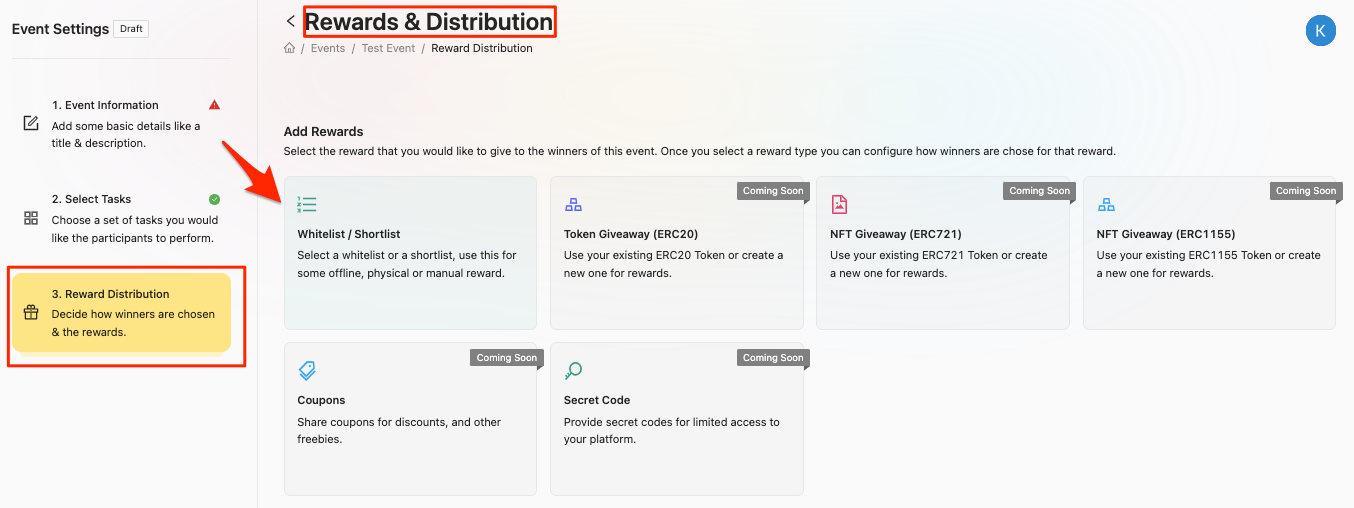 Event Settings Draft
1. Event Information
Add some basic details like a
title & description.
2. Select Tasks
Choose a set of tasks you would
like the participants to perform.
3. Reward Distribution
Decide how winners are chosen
& the rewards.
Rewards & Distribution
/ Events / Test Event / Reward Distribution
K
Add Rewards
Select the reward that you would like to give to the winners of this event. Once you select a reward type you can configure how winners are chose for that reward.
Whitelist / Shortlist
Select a whitelist or a shortlist, use this for
some offline, physical or manual reward.
Coming Soon
Token Giveaway (ERC20)
Use your existing ERC20 Token or create a
new one for rewards.
Coming Soon
NFT Giveaway (ERC721)
Use your existing ERC721 Token or create
a new one for rewards.
Coming Soon
NFT Giveaway (ERC1155)
Use your existing ERC1155 Token or create
a new one for rewards.
Coming Soon
Coupons
Share coupons for discounts, and other
freebies.
Coming Soon
Secret Code
Provide secret codes for limited access to
your platform.